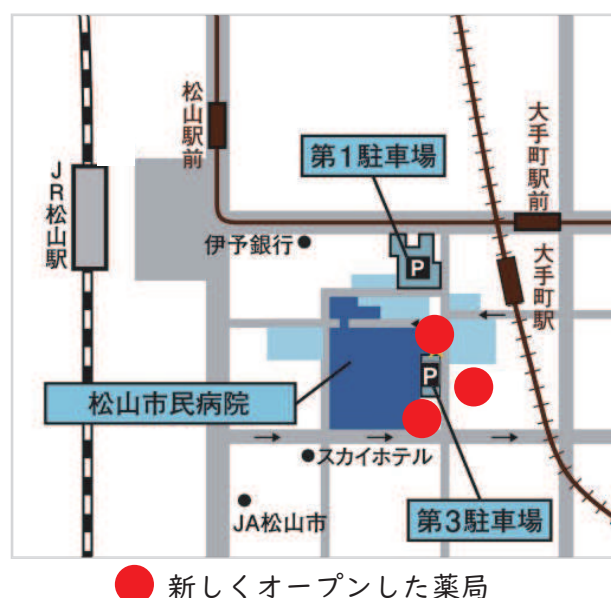 松山駅前
第1駐車場
大手町駅前
JR松山駅
伊予銀行
P
大手町駅
P
松山市民病院
スカイホテル
JA松山市
第3駐車場
新しくオープンした薬局